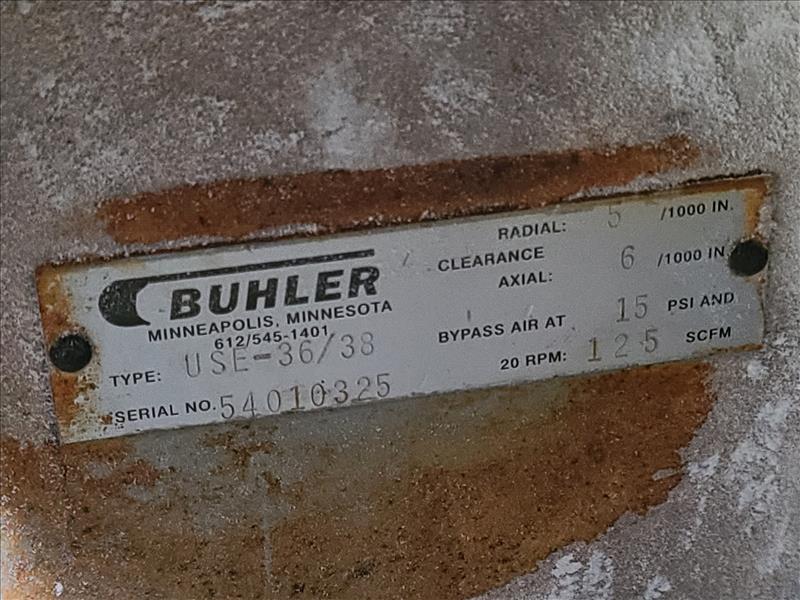 BUHLER
MINNEAPOLIS, MINNESOTA
612/545-1401
TYPE: USE-36/38
SERIAL NO. 54010325
RADIAL: 5 /1000 IN.
CLEARANCE
AXIAL: 6 /1000 IN.
BYPASS AIR AT 15 PSI AND
20 RPM: 125 SCFM